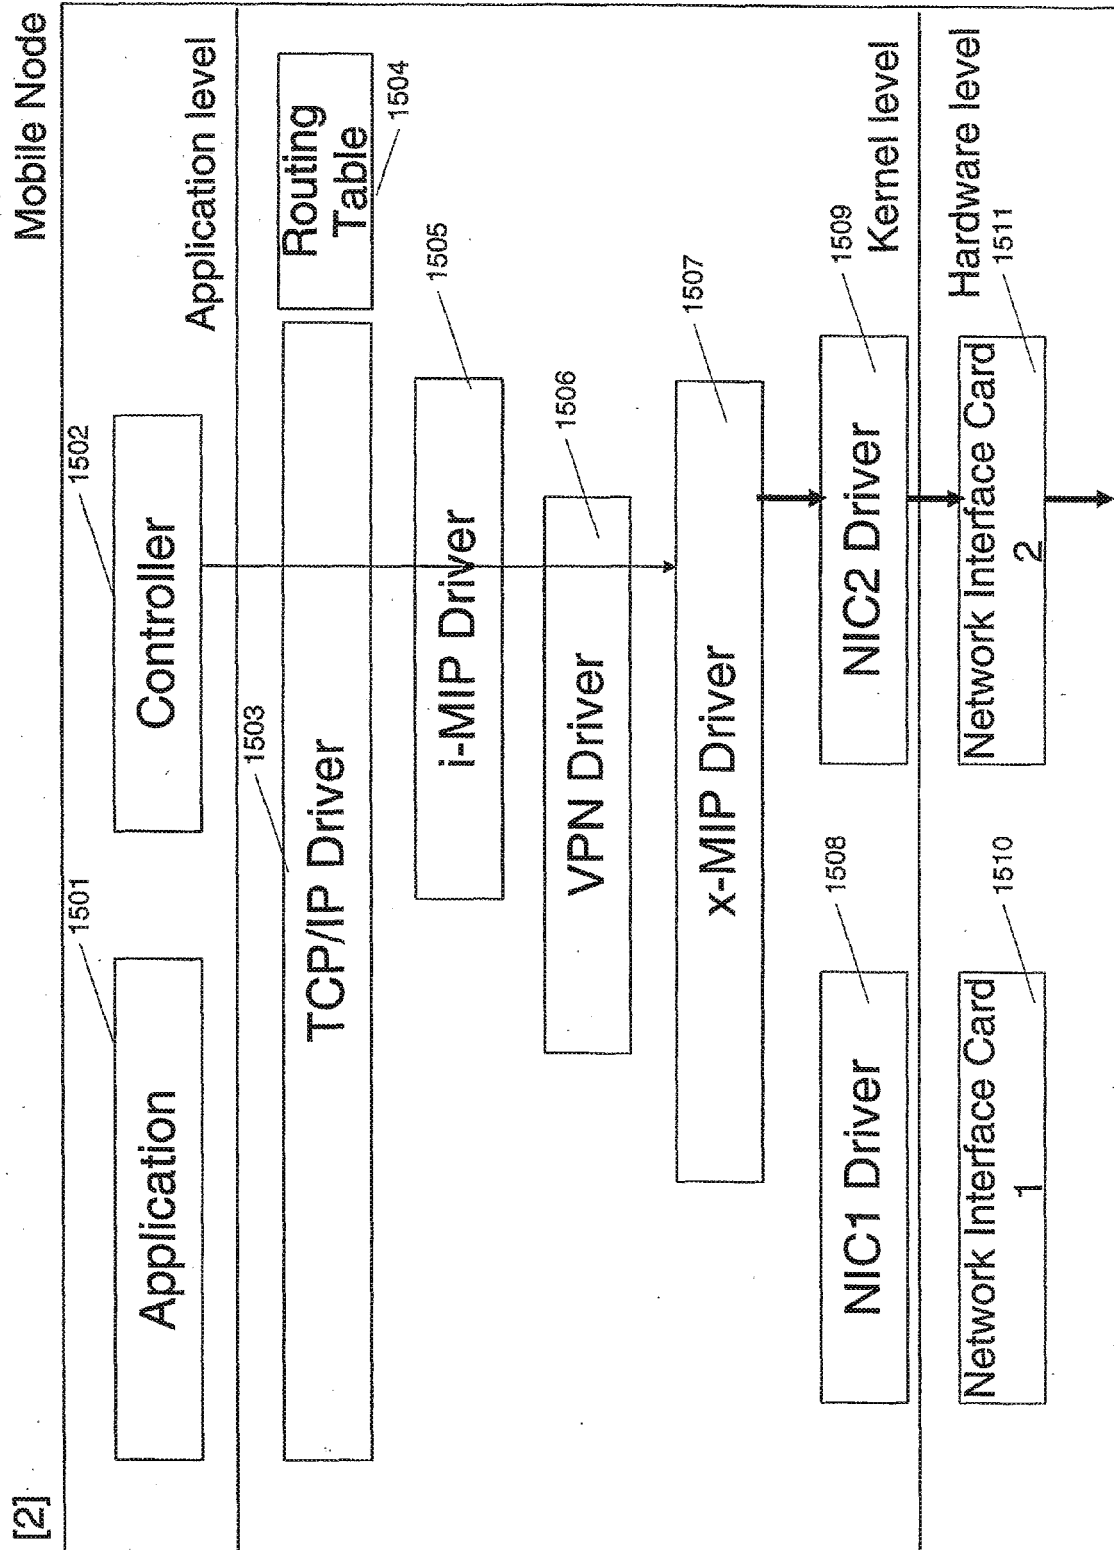 [2]
Mobile Node
Application level
1501
1502
Application
Controller
1503
TCP/IP Driver
Routing
Table
1504
i-MIP Driver
1505
VPN Driver
1506
x-MIP Driver
1507
NIC1 Driver
1508
NIC2 Driver
1509
Kernel level
Hardware level
Network Interface Card
1
1510
Network Interface Card
2
1511